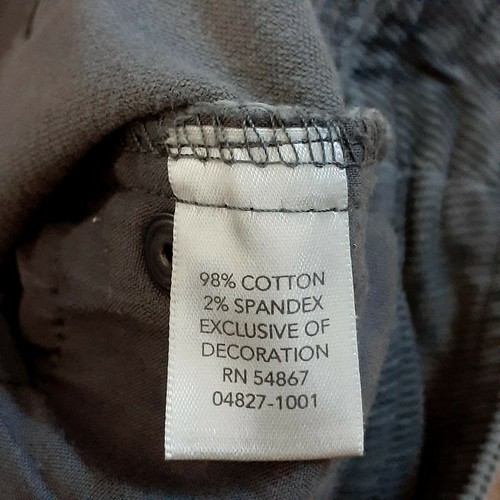 98% COTTON
2% SPANDEX
EXCLUSIVE OF
DECORATION
RN 54867
04827-1001